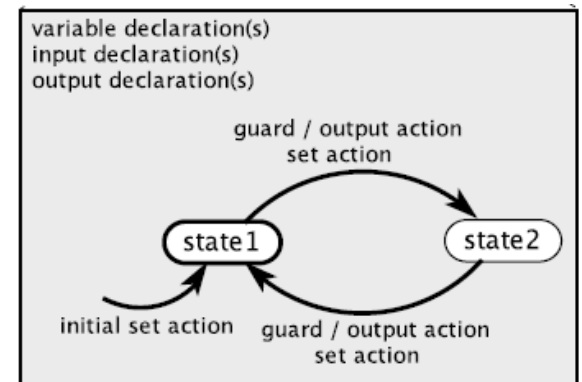 variable declaration(s)
input declaration(s)
output declaration(s)
guard / output action
set action
state1
state2
initial set action
guard / output action
set action